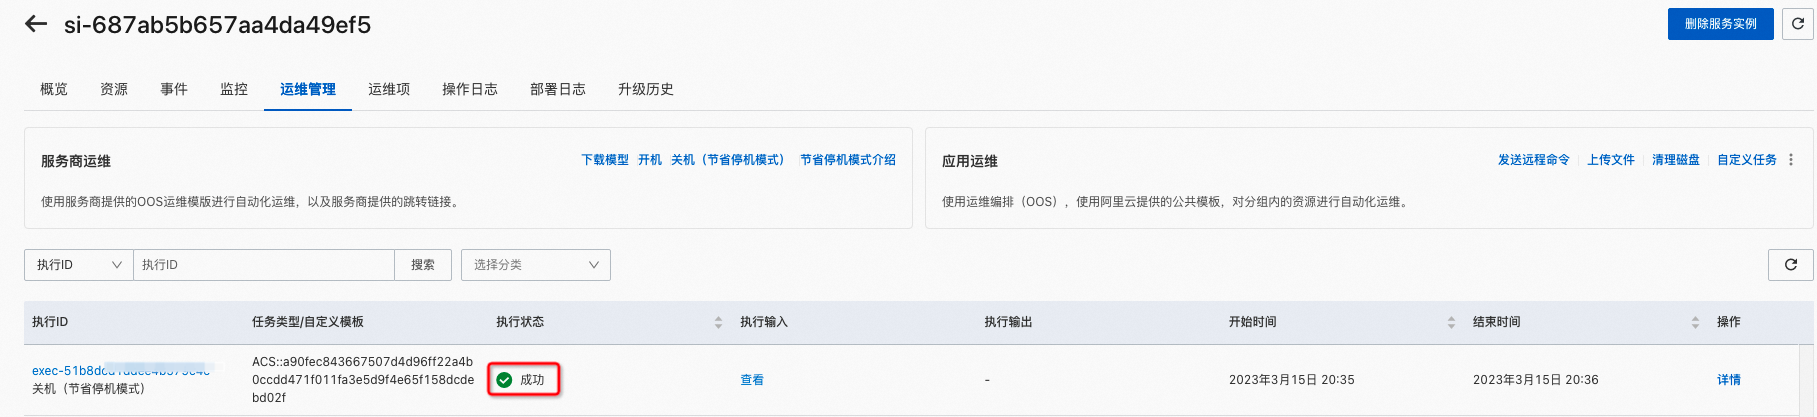 si-687ab5b657aa4da49ef5
删除服务实例
概览 资源 事件 监控 运维管理 运维项 操作日志 部署日志 升级历史
服务商运维 下载模型 开机 关机（节省停机模式） 节省停机模式介绍
使用服务商提供的OOS运维模版进行自动化运维，以及服务商提供的跳转链接。
应用运维 发送远程命令 上传文件 清理磁盘 自定义任务
使用运维编排（OOS），使用阿里云提供的公共模板，对分组内的资源进行自动化运维。
执行ID 执行ID 搜索 选择分类
执行ID 任务类型/自定义模板 执行状态 执行输入 执行输出 开始时间 结束时间 操作
关机（节省停机模式）
ACS::a90fec843667507d4d96ff22a4b
0ccdd471f011fa3e5d9f4e65f158dcde
bd02f
成功 查看 - 2023年3月15日 20:35 2023年3月15日 20:36 详情